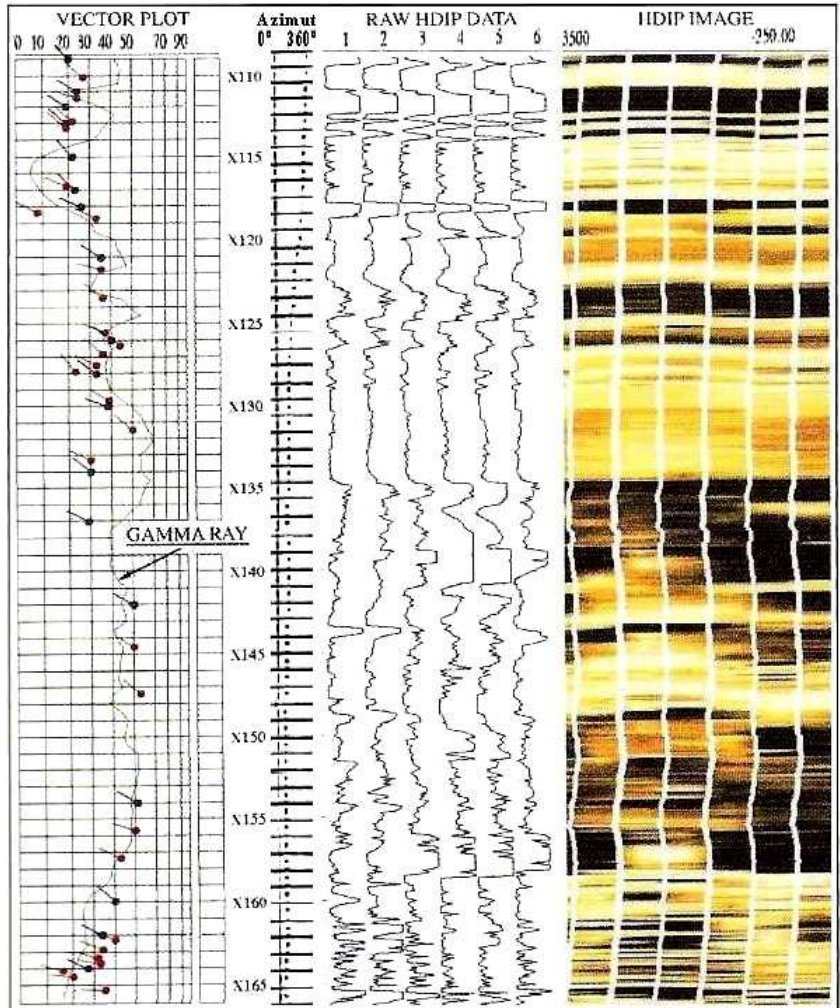 VECTOR PLOT
0 10 20 30 40 50 70 90
Azimut
0° 360°
RAW HDIP DATA
1 2 3 4 5 6
HDIP IMAGE
3500 -290.00
X110
X115
X120
X125
X130
X135
GAMMA RAY
X140
X145
X150
X155
X160
X165